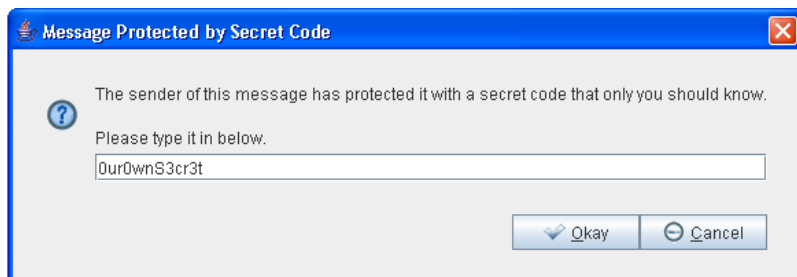 Message Protected by Secret Code
The sender of this message has protected it with a secret code that only you should know.
Please type it in below.
0ur0wnS3cr3t
Okay
Cancel